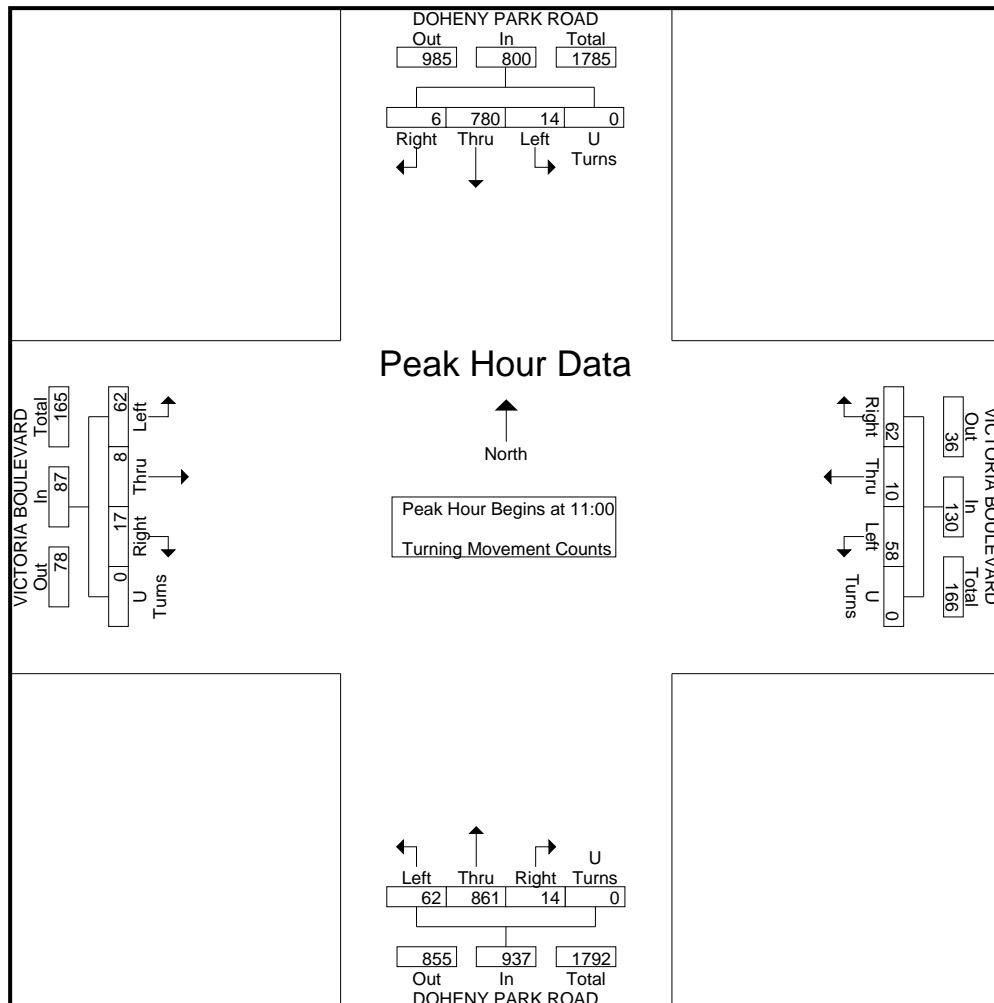 DOHENY PARK ROAD
Out In Total
985 800 1785
6 780 14 0
Right Thru Left U
Turns
Peak Hour Data
North
Peak Hour Begins at 11:00
Turning Movement Counts
VICTORIA BOULEVARD
Out In Total
78 87 165
0 17 8 62
U Right Thru Left
Turns
VICTORIA BOULEVARD
Out In Total
36 130 166
62 10 58 0
Right Thru Left U
Turns
U
Left Thru Right Turns
62 861 14 0
855 937 1792
Out In Total
DOHENY PARK ROAD